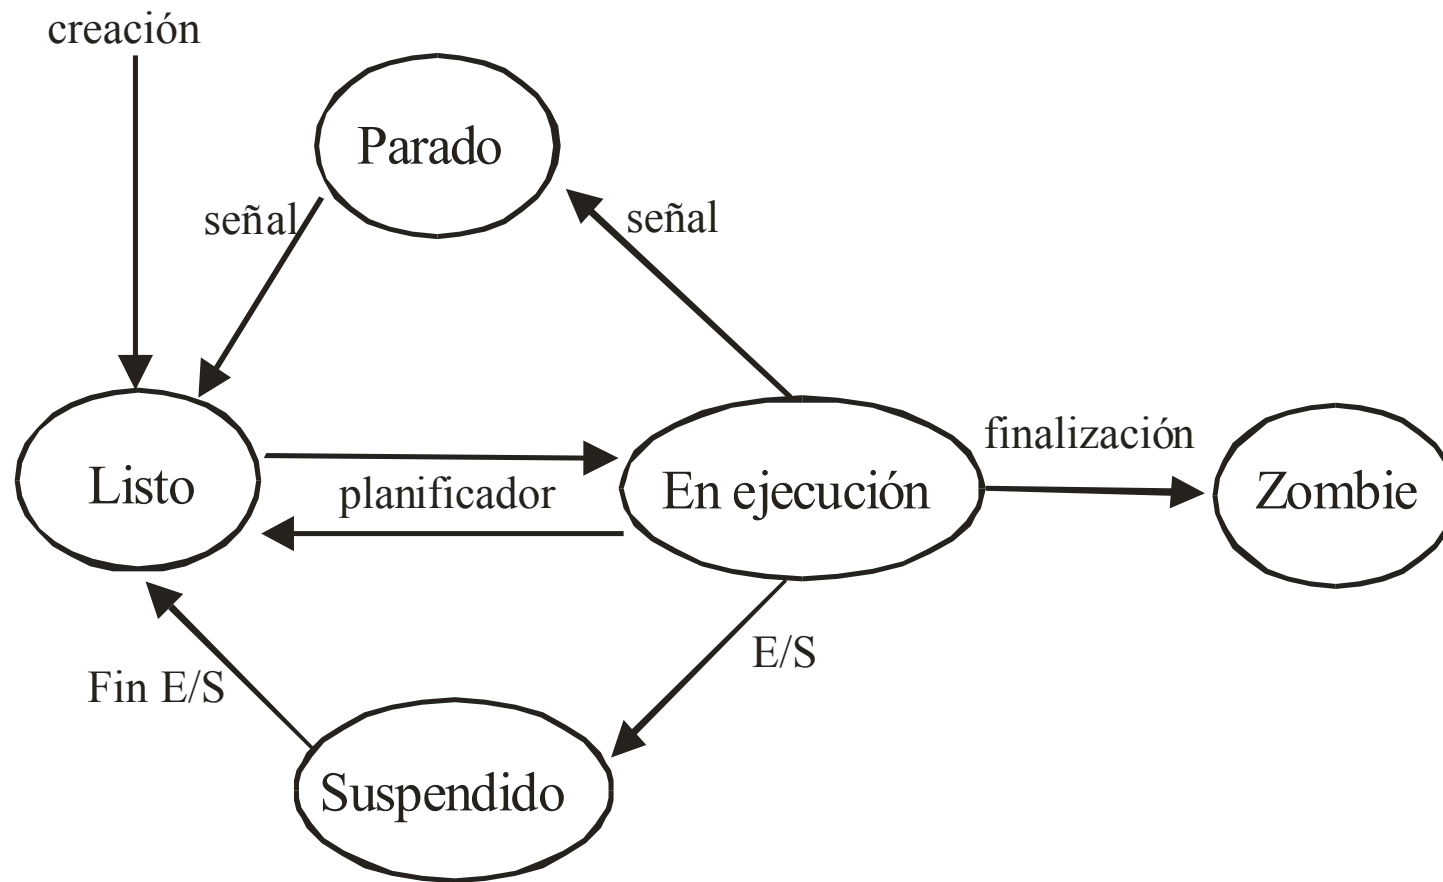 creación
Parado
señal
señal
finalización
Listo
planificador
En ejecución
Zombie
E/S
Fin E/S
Suspendido